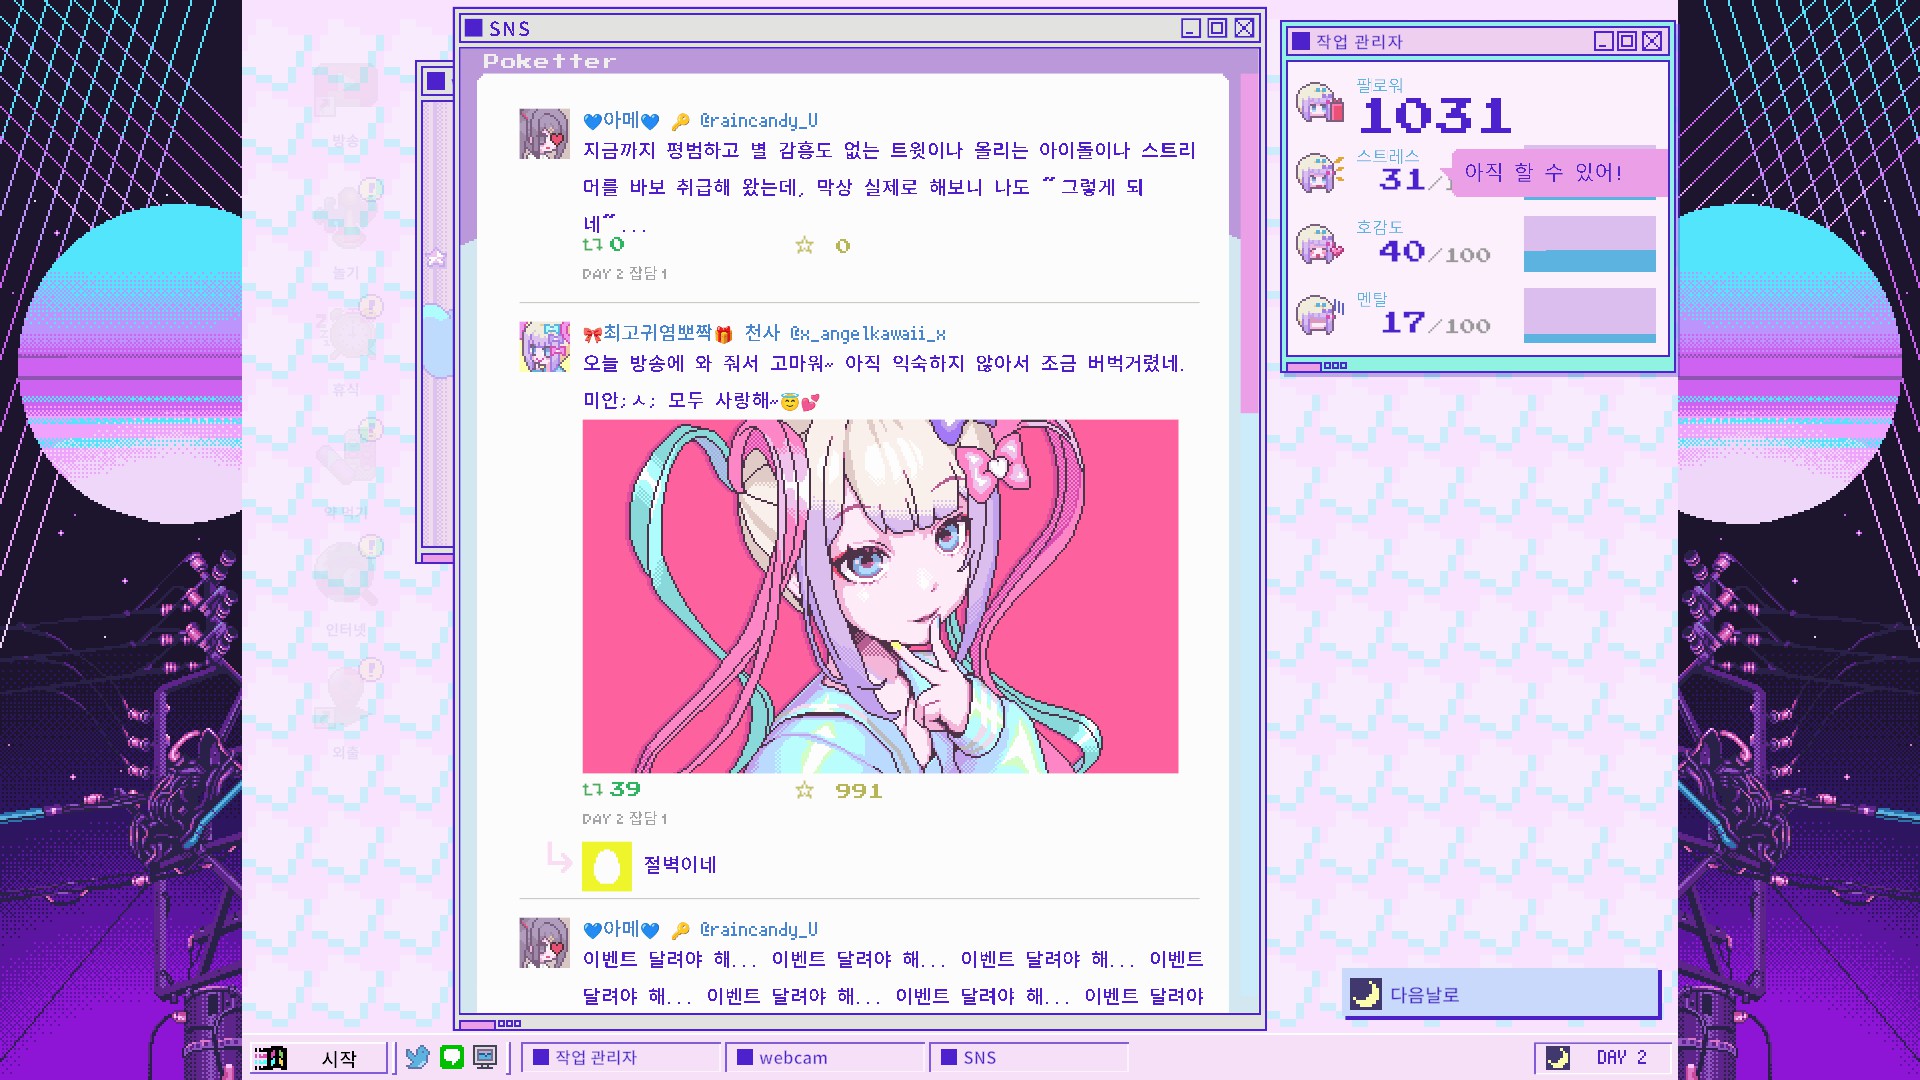 SNS
Poketter
💙아메💙 🔑 @raincandy_U
지금까지 평범하고 별 감흥도 없는 트윗이나 올리는 아이돌이나 스트리
머를 바보 취급해 왔는데, 막상 실제로 해보니 나도 ~그렇게 되
네~...
0 0
DAY 2 잡담 1
🎀최고귀염뽀짝🎁 천사 @x_angelkawaii_x
오늘 방송에 와 줘서 고마워~ 아직 익숙하지 않아서 조금 버벅거렸네.
미안;ㅅ; 모두 사랑해~😇💕
39 991
DAY 2 잡담 1
절벽이네
💙아메💙 🔑 @raincandy_U
이벤트 달려야 해... 이벤트 달려야 해... 이벤트 달려야 해... 이벤트
달려야 해... 이벤트 달려야 해... 이벤트 달려야 해... 이벤트 달려야
방송
놀기
휴식
약 먹기
인터넷
외출
작업 관리자
팔로워
1031
스트레스
31/1
아직 할 수 있어!
호감도
40/100
멘탈
17/100
다음날로
시작
작업 관리자
webcam
SNS
DAY 2